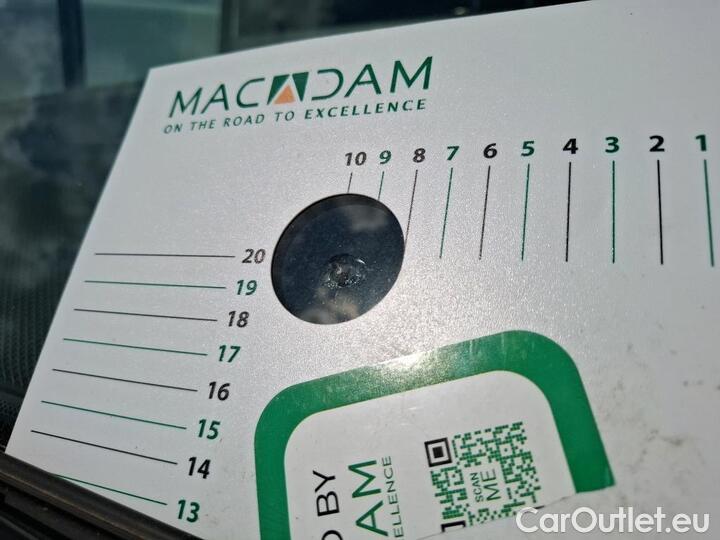 MACADAM
ON THE ROAD TO EXCELLENCE
10 9 8 7 6 5 4 3 2 1
20
19
18
17
16
15
14
13
D BY
AM
ELLENCE
SCAN
ME
CarOutlet.eu